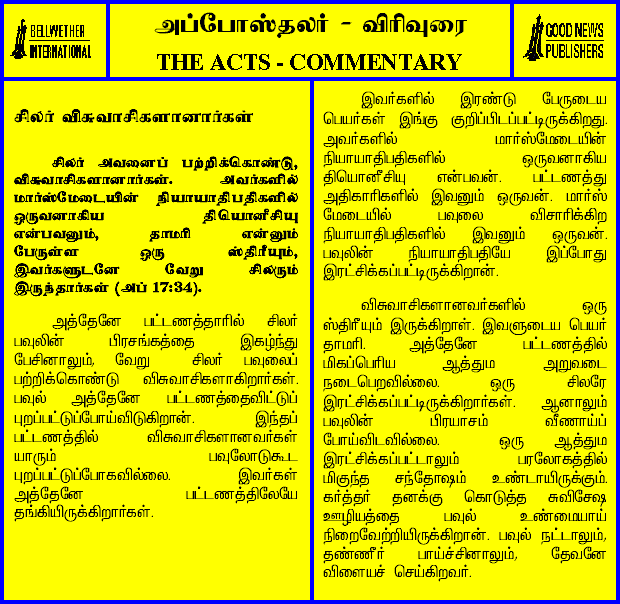 BELLWETHER
INTERNATIONAL
அப்போஸ்தலர் - விரிவுரை
THE ACTS - COMMENTARY
GOOD NEWS
PUBLISHERS
சிலர் விசுவாசிகளானார்கள்
சிலர் அவனைப் பற்றிக்கொண்டு,
விசுவாசிகளானார்கள். அவர்களில்
மார்ஸ்மேடையின் நியாயாதிபதிகளில்
ஒருவனாகிய தியொனீசியு
என்பவனும், தாமரி என்னும்
பேருள்ள ஒரு ஸ்திரீயும்,
இவர்களுடனே வேறு சிலரும்
இருந்தார்கள் (அப் 17:34).
அத்தேனே பட்டணத்தாரில் சிலர்
பவுலின் பிரசங்கத்தை இகழ்ந்து
பேசினாலும், வேறு சிலர் பவுலைப்
பற்றிக்கொண்டு விசுவாசிகளாகிறார்கள்.
பவுல் அத்தேனே பட்டணத்தைவிட்டுப்
புறப்பட்டுப்போய்விடுகிறான். இந்தப்
பட்டணத்தில் விசுவாசிகளானவர்கள்
யாரும் பவுலோடுகூட
புறப்பட்டுப்போகவில்லை. இவர்கள்
அத்தேனே பட்டணத்திலேயே
தங்கியிருக்கிறார்கள்.
இவர்களில் இரண்டு பேருடைய
பெயர்கள் இங்கு குறிப்பிடப்பட்டிருக்கிறது.
அவர்களில் மார்ஸ்மேடையின்
நியாயாதிபதிகளில் ஒருவனாகிய
தியொனீசியு என்பவன். பட்டணத்து
அதிகாரிகளில் இவனும் ஒருவன். மார்ஸ்
மேடையில் பவுலை விசாரிக்கிற
நியாதிபதிகளில் இவனும் ஒருவன்.
பவுலின் நியாதிபதியே இப்போது
இரட்சிக்கப்பட்டிருக்கிறான்.
விசுவாசிகளானவர்களில் ஒரு
ஸ்திரீயும் இருக்கிறாள். இவளுடைய பெயர்
தாமரி. அத்தேனே பட்டணத்தில்
மிகப்பெரிய ஆத்தும அறுவடை
நடைபெறவில்லை. ஒரு சிலரே
இரட்சிக்கப்பட்டிருக்கிறார்கள். ஆனாலும்
பவுலின் பிரயாசம் வீணாய்ப்
போய்விடவில்லை. ஒரு ஆத்தும
இரட்சிக்கப்பட்டாலும் பரலோகத்தில்
மிகுந்த சந்தோஷம் உண்டாயிருக்கும்.
கர்த்தர் தனக்கு கொடுத்த சுவிசேஷ
ஊழியத்தை பவுல் உண்மையாய்
நிறைவேற்றியிருக்கிறான். பவுல் நட்டாலும்,
தண்ணீர் பாய்ச்சினாலும், தேவனே
விளையச் செய்கிறவர்.